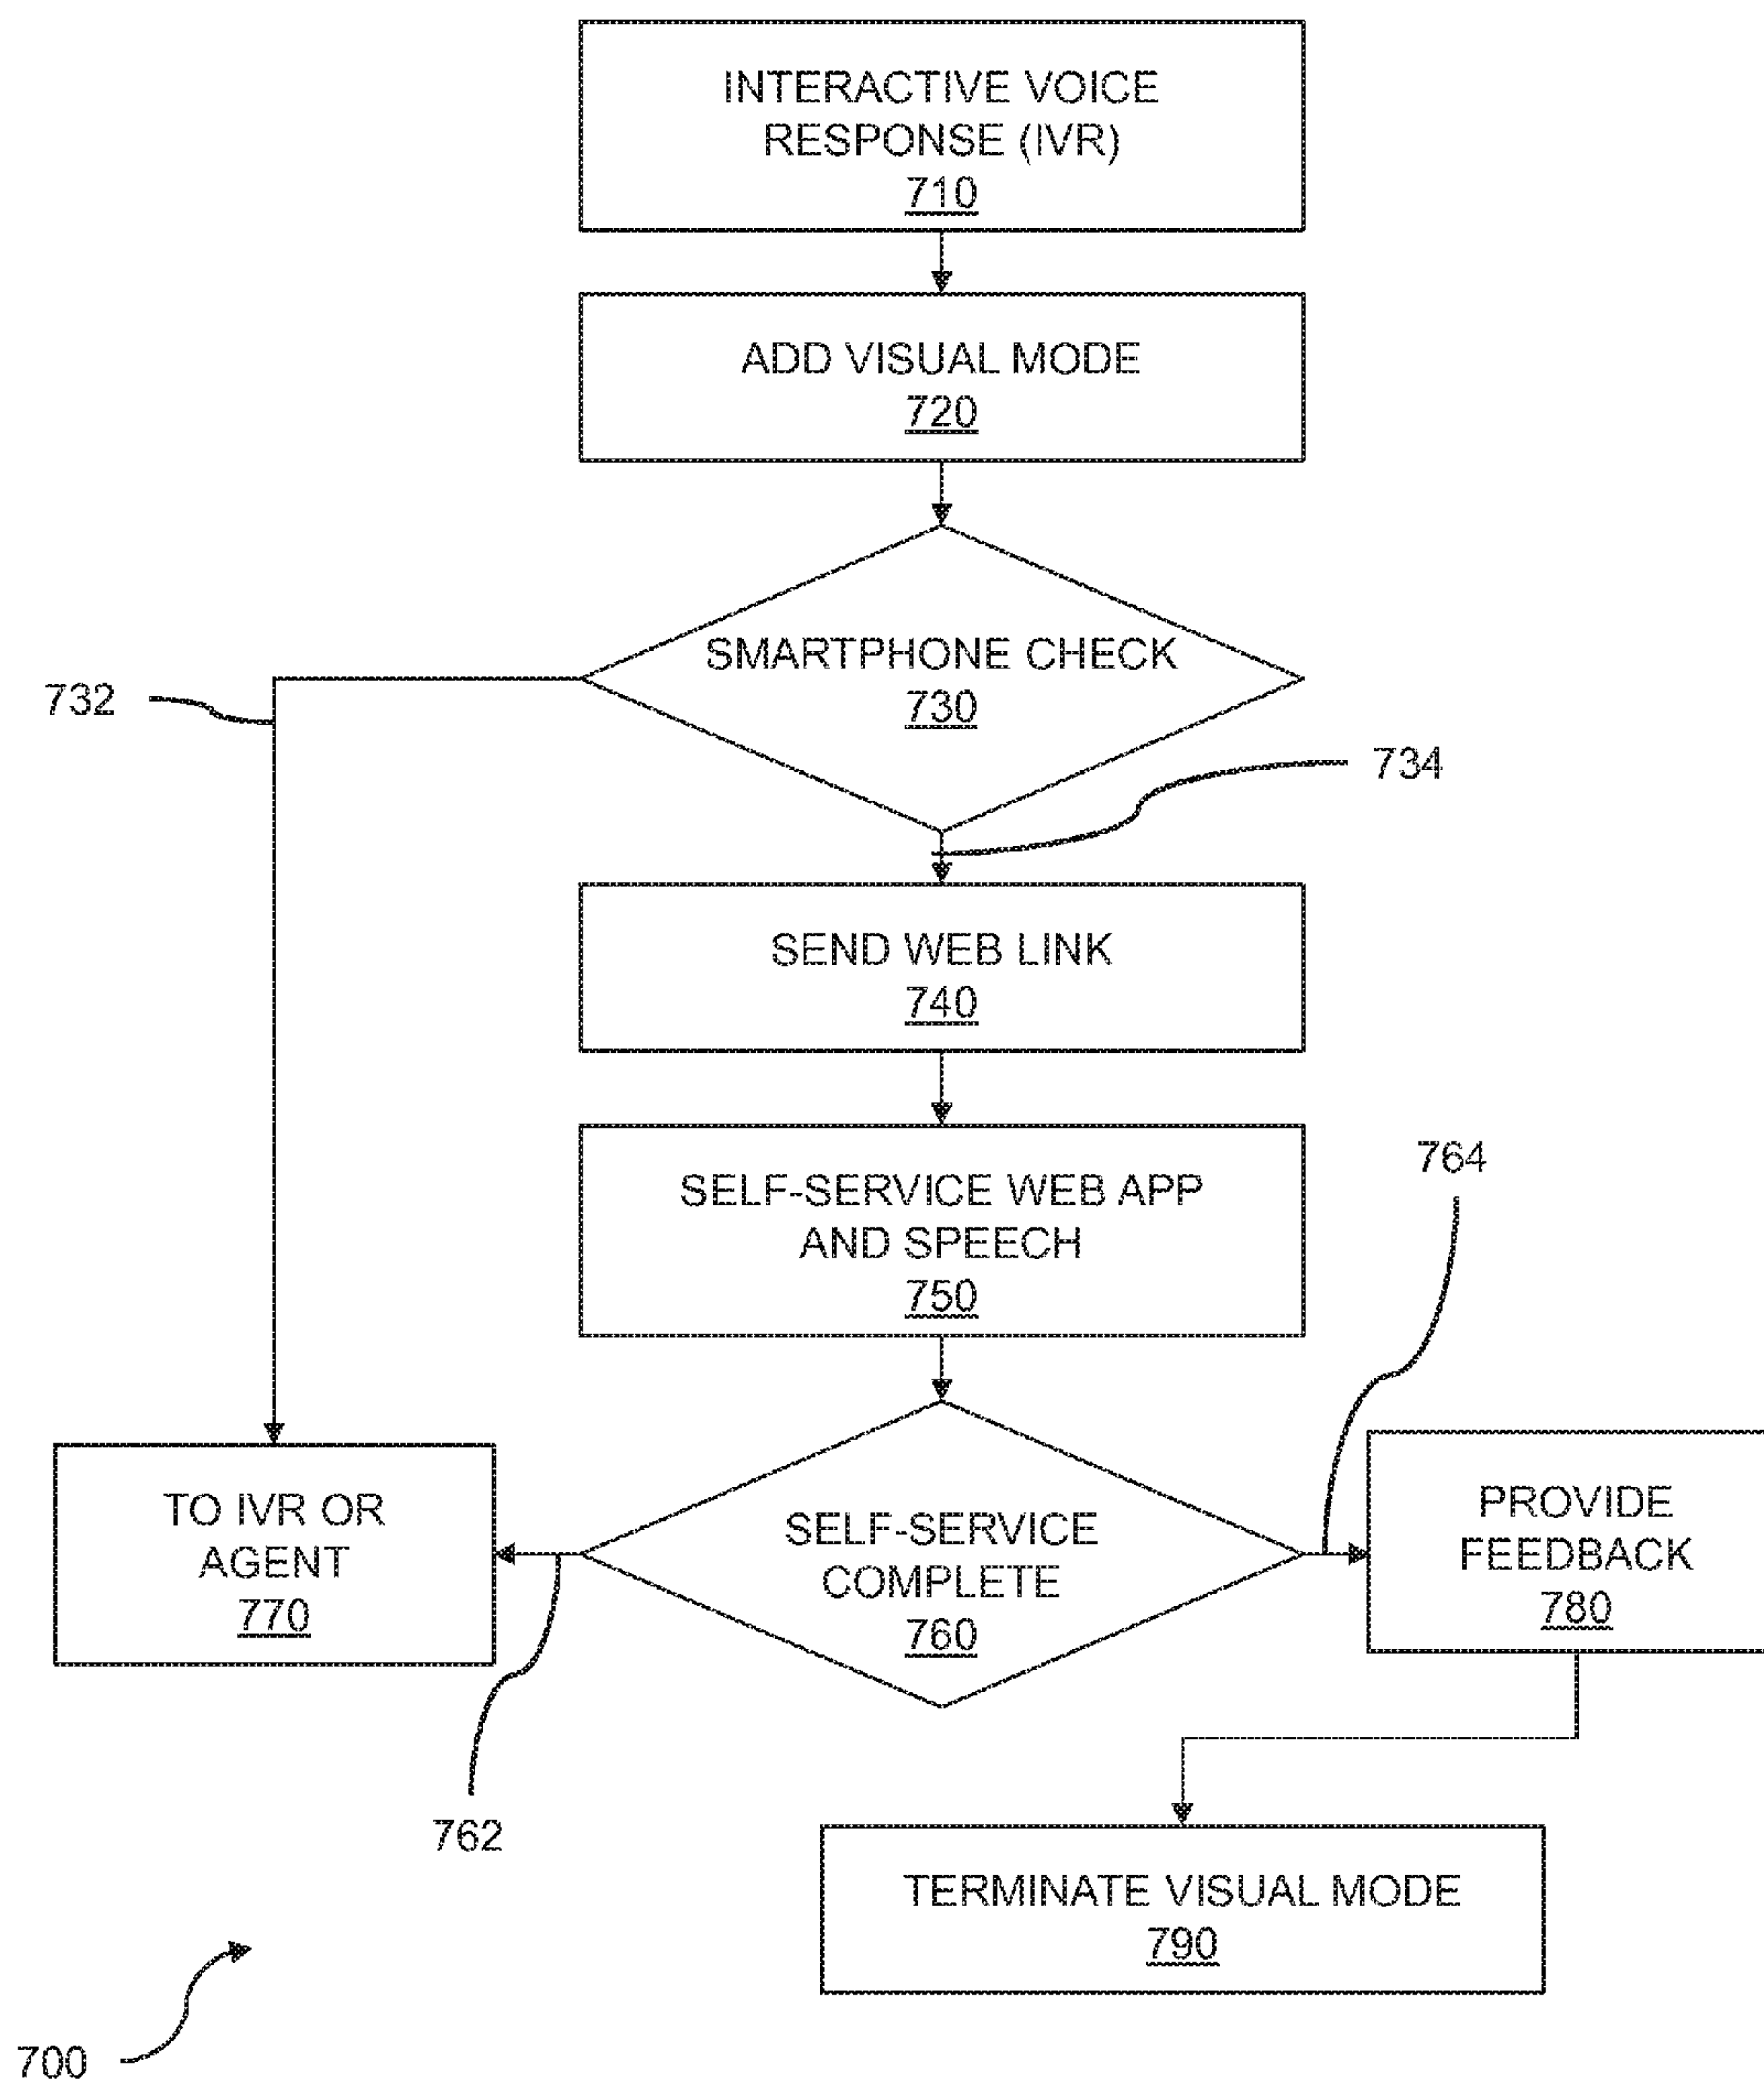 INTERACTIVE VOICE
RESPONSE (IVR)
710
ADD VISUAL MODE
720
SMARTPHONE CHECK
730
732
734
SEND WEB LINK
740
SELF-SERVICE WEB APP
AND SPEECH
750
764
TO IVR OR
AGENT
770
SELF-SERVICE
COMPLETE
760
PROVIDE
FEEDBACK
780
762
TERMINATE VISUAL MODE
790
700